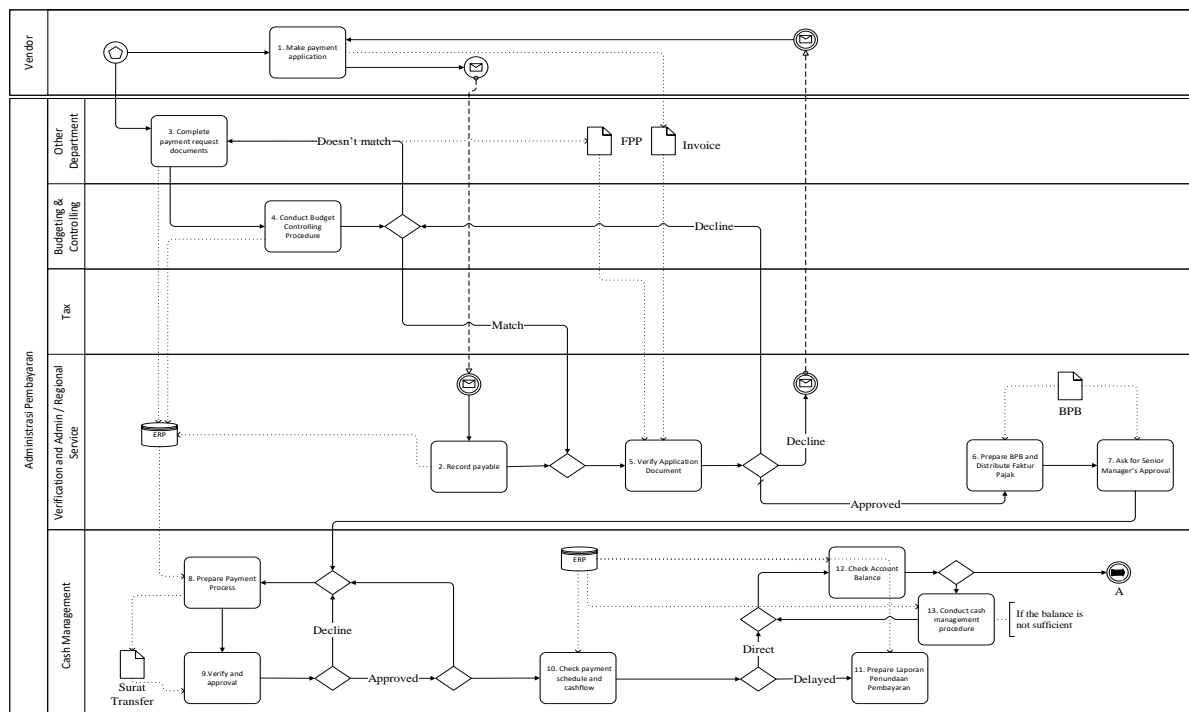 Vendor
1. Make payment
application
Administrasi Pembayaran
Other
Department
3. Complete
payment request
documents
Doesn't match
FPP
Invoice
Budgeting &
Controlling
4. Conduct Budget
Controlling
Procedure
Decline
Tax
Match
Verification and Admin / Regional
Service
ERP
2. Record payable
5. Verify Application
Document
Decline
Approved
BPB
6. Prepare BPB and
Distribute Faktur
Pajak
7. Ask for Senior
Manager's Approval
Cash Management
8. Prepare Payment
Process
Surat
Transfer
9.Verify and
approval
Decline
Approved
ERP
10. Check payment
schedule and
cashflow
Direct
Delayed
12. Check Account
Balance
11. Prepare Laporan
Penundaan
Pembayaran
13. Conduct cash
management
procedure
If the balance is
not sufficient
A